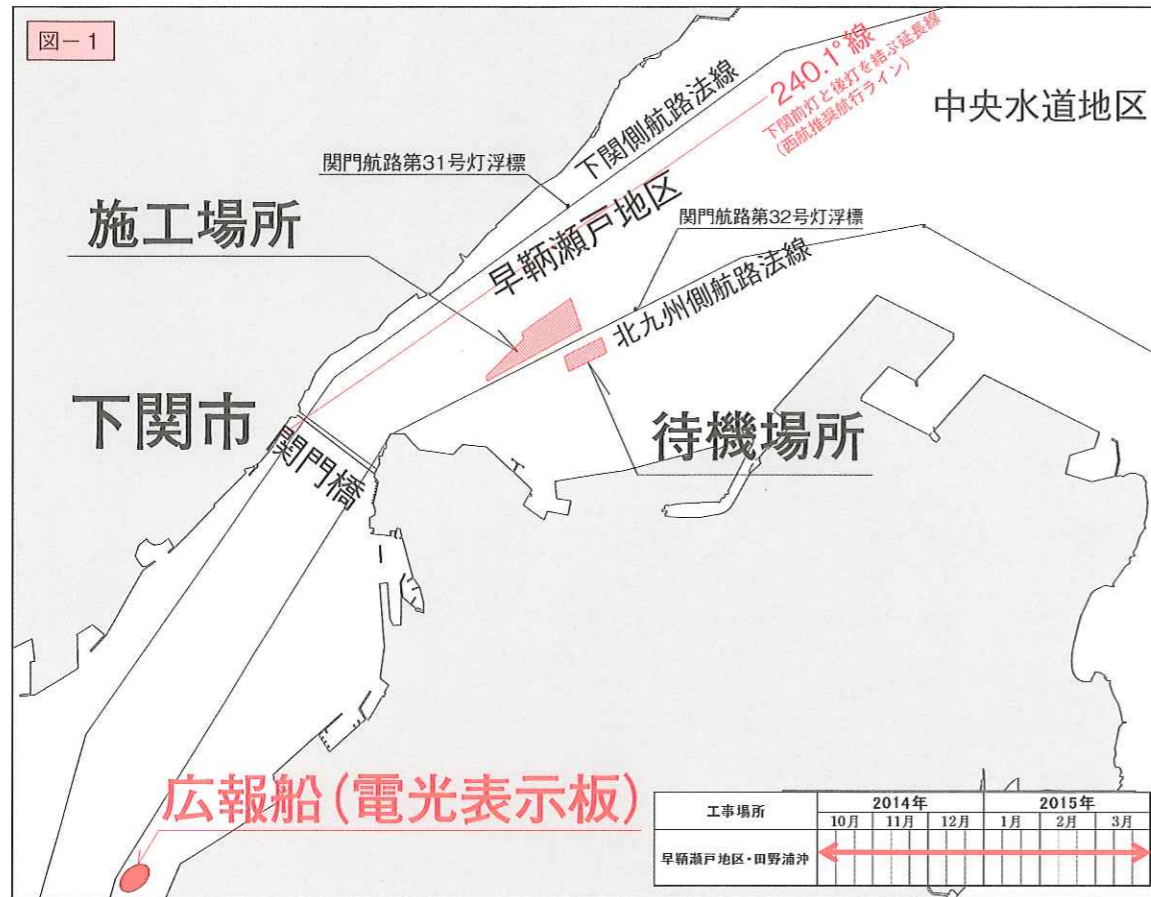 図－1
240.1°線
下関前灯と後灯を結ぶ延長線
(西航推奨航行ライン)
中央水道地区
下関側航路法線
関門航路第31号灯浮標
早鞆瀬戸地区
関門航路第32号灯浮標
施工場所
北九州側航路法線
下関市
関門橋
待機場所
広報船(電光表示板)
工事場所 2014年 2015年
10月 11月 12月 1月 2月 3月
早鞆瀬戸地区・田野浦沖